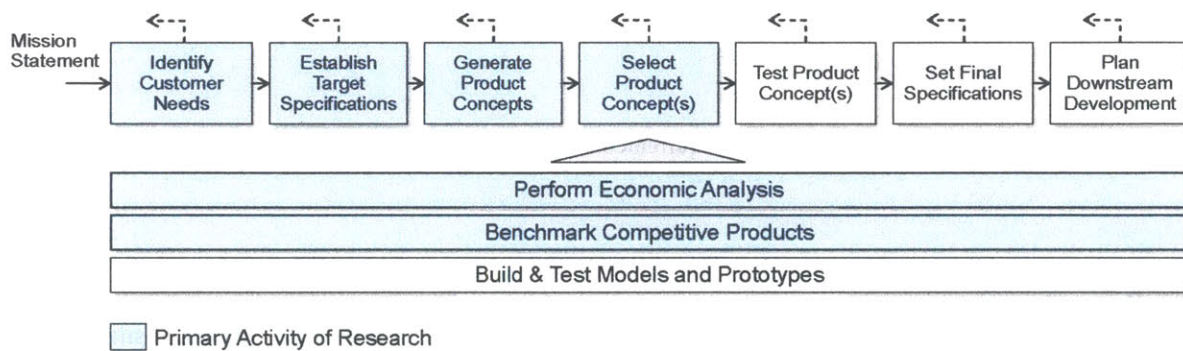 Mission
Statement
Identify
Customer
Needs
Establish
Target
Specifications
Generate
Product
Concepts
Select
Product
Concept(s)
Test Product
Concept(s)
Set Final
Specifications
Plan
Downstream
Development
Perform Economic Analysis
Benchmark Competitive Products
Build & Test Models and Prototypes
Primary Activity of Research